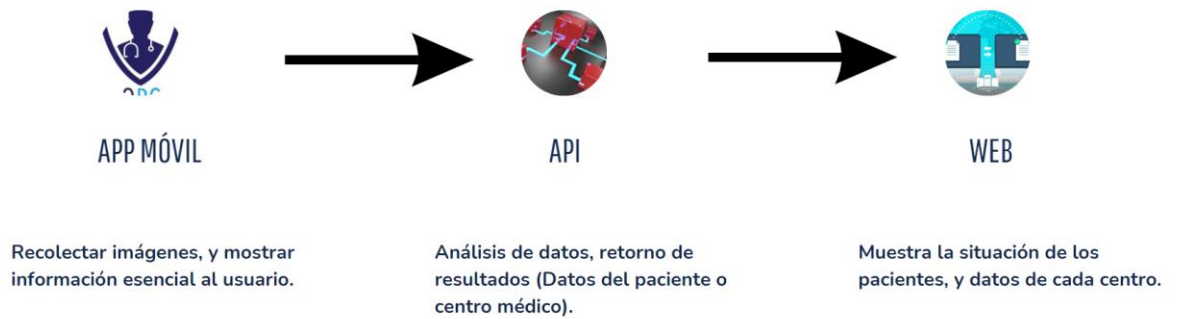 APP MÓVIL
API
WEB
Recolectar imágenes, y mostrar
información esencial al usuario.
Análisis de datos, retorno de
resultados (Datos del paciente o
centro médico).
Muestra la situación de los
pacientes, y datos de cada centro.